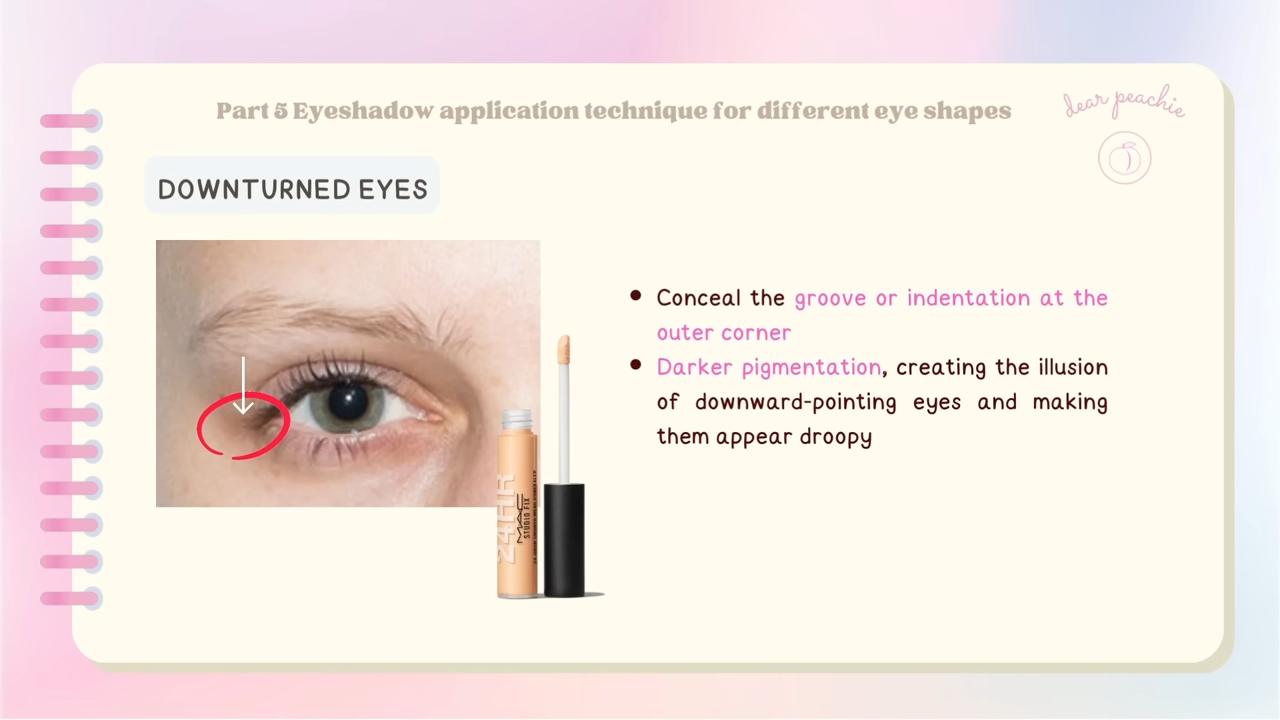 Part 5 Eyeshadow application technique for different eye shapes
dear peachie
DOWNTURNED EYES
Conceal the groove or indentation at the
outer corner
Darker pigmentation, creating the illusion
of downward-pointing eyes and making
them appear droopy
24HR
MAC
STUDIO FIX